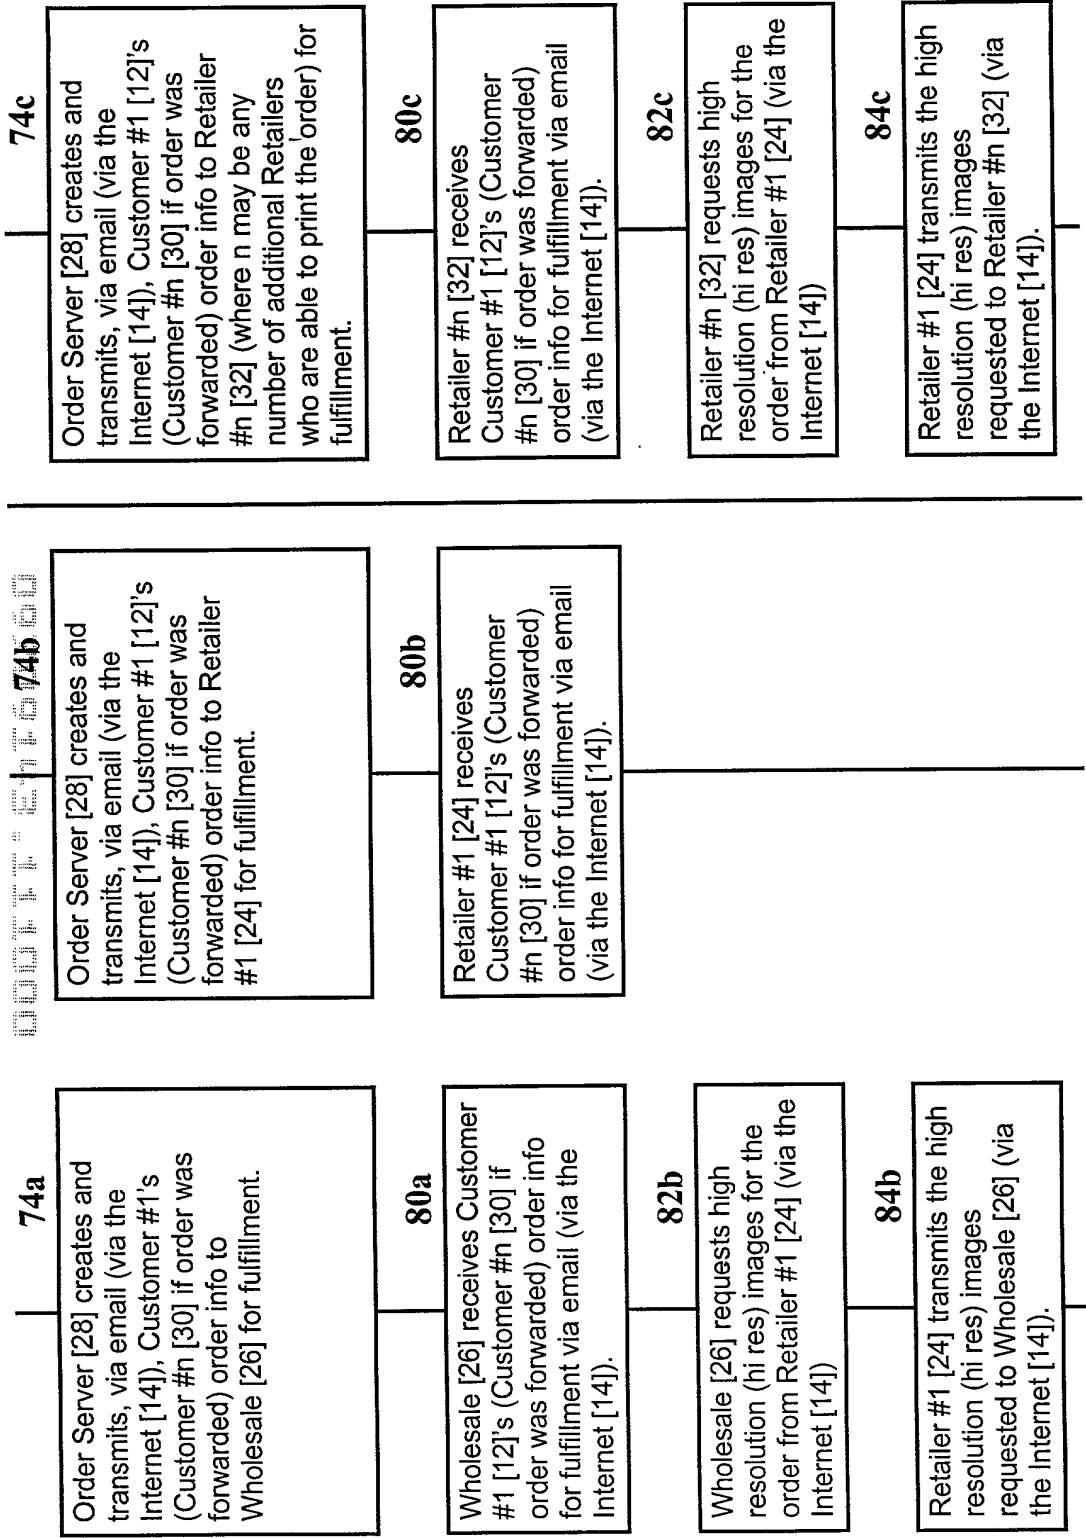 74a
Order Server [28] creates and
transmits, via email (via the
Internet [14]), Customer #1's
(Customer #n [30] if order was
forwarded) order info to
Wholesale [26] for fulfillment.
80a
Wholesale [26] receives Customer
#1 [12]'s (Customer #n [30] if
order was forwarded) order info
for fulfillment via email (via the
Internet [14]).
82b
Wholesale [26] requests high
resolution (hi res) images for the
order from Retailer #1 [24] (via the
Internet [14])
84b
Retailer #1 [24] transmits the high
resolution (hi res) images
requested to Wholesale [26] (via
the Internet [14]).
74b
Order Server [28] creates and
transmits, via email (via the
Internet [14]), Customer #1 [12]'s
(Customer #n [30] if order was
forwarded) order info to Retailer
#1 [24] for fulfillment.
80b
Retailer #1 [24] receives
Customer #1 [12]'s (Customer
#n [30] if order was forwarded)
order info for fulfillment via email
(via the Internet [14]).
74c
Order Server [28] creates and
transmits, via email (via the
Internet [14]), Customer #1 [12]'s
(Customer #n [30] if order was
forwarded) order info to Retailer
#n [32] (where n may be any
number of additional Retailers
who are able to print the order) for
fulfillment.
80c
Retailer #n [32] receives
Customer #1 [12]'s (Customer
#n [30] if order was forwarded)
order info for fulfillment via email
(via the Internet [14]).
82c
Retailer #n [32] requests high
resolution (hi res) images for the
order from Retailer #1 [24] (via the
Internet [14])
84c
Retailer #1 [24] transmits the high
resolution (hi res) images
requested to Retailer #n [32] (via
the Internet [14]).